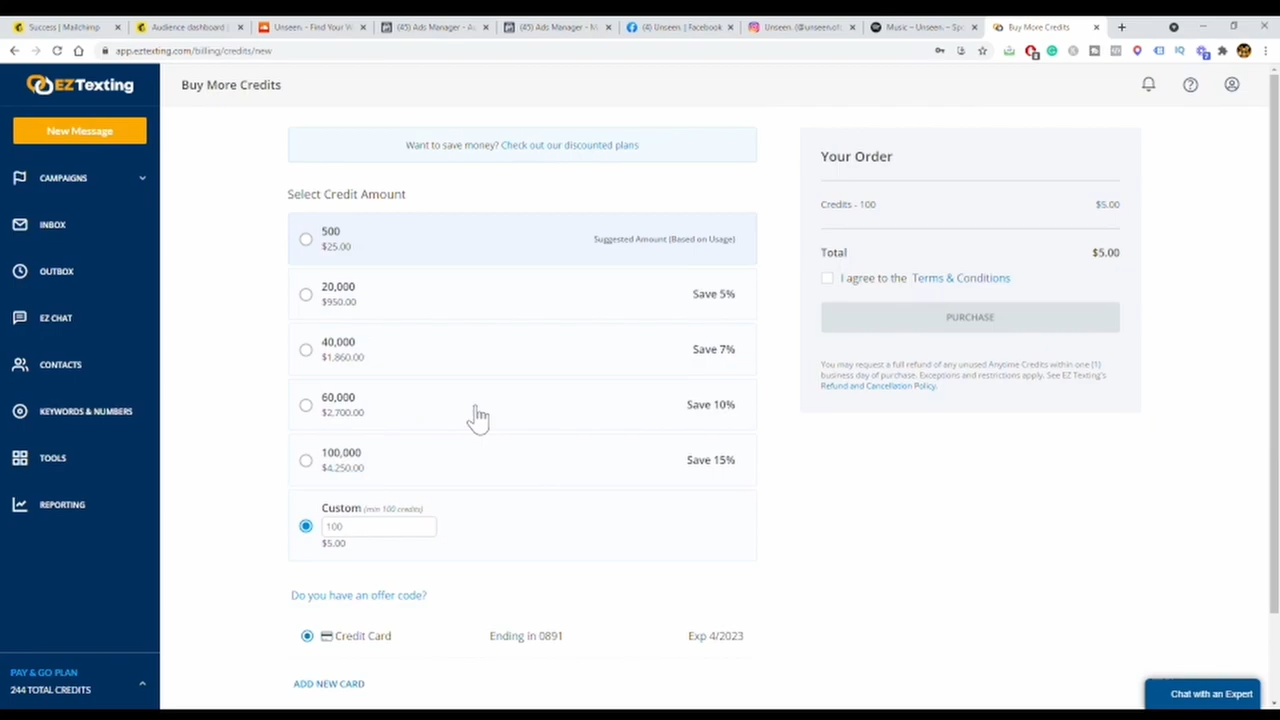 Success | Mailchimp
Audience dashboard |
Unseen. - Find Your W
(45) Ads Manager - Au
(45) Ads Manager - M
(4) Unseen. | Facebook
Unseen. (@unseen.of
Music – Unseen. – Sp
Buy More Credits
app.eztexting.com/billing/credits/new
EZTexting
Buy More Credits
New Message
CAMPAIGNS
INBOX
OUTBOX
EZ CHAT
CONTACTS
KEYWORDS & NUMBERS
TOOLS
REPORTING
PAY & GO PLAN
244 TOTAL CREDITS
Want to save money? Check out our discounted plans
Select Credit Amount
500
$25.00
Suggested Amount (Based on Usage)
20,000
$950.00
Save 5%
40,000
$1,860.00
Save 7%
60,000
$2,700.00
Save 10%
100,000
$4,250.00
Save 15%
Custom (min 100 credits)
100
$5.00
Do you have an offer code?
Credit Card
Ending in 0891
Exp 4/2023
ADD NEW CARD
Your Order
Credits - 100
$5.00
Total
$5.00
I agree to the Terms & Conditions
PURCHASE
You may request a full refund of any unused Anytime Credits within one (1)
business day of purchase. Exceptions and restrictions apply. See EZ Texting's
Refund and Cancellation Policy.
Chat with an Expert